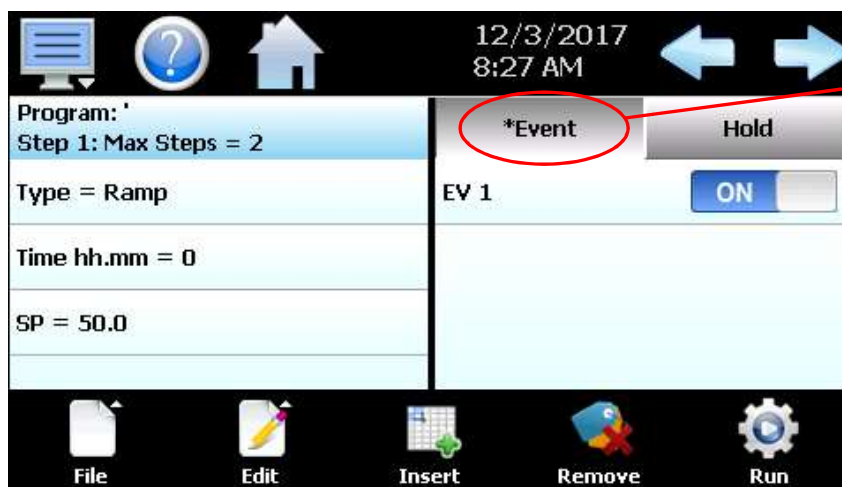 ?
12/3/2017
8:27 AM
Program: '
Step 1: Max Steps = 2
Type = Ramp
Time hh.mm = 0
SP = 50.0
*Event
Hold
EV 1
ON
File
Edit
Insert
Remove
Run